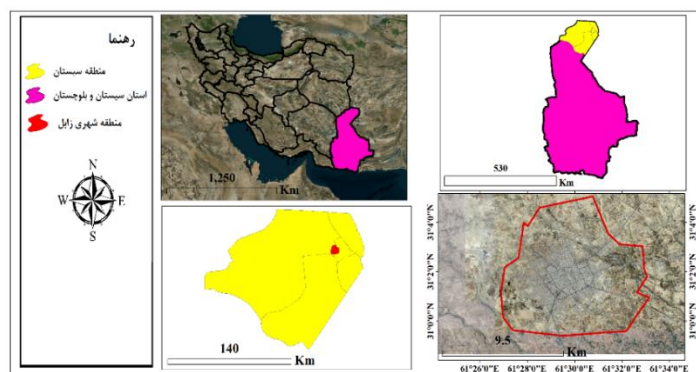 رهنما
منطقه سیستان
استان سیستان و بلوچستان
منطقه شهری زابل
N
W E
S
1,250
Km
530
Km
140
Km
9.5
Km
31°4'0"N
31°2'0"N
31°0'0"N
31°4'0"N
31°2'0"N
31°0'0"N
61°26'0"E 61°28'0"E 61°30'0"E 61°32'0"E 61°34'0"E